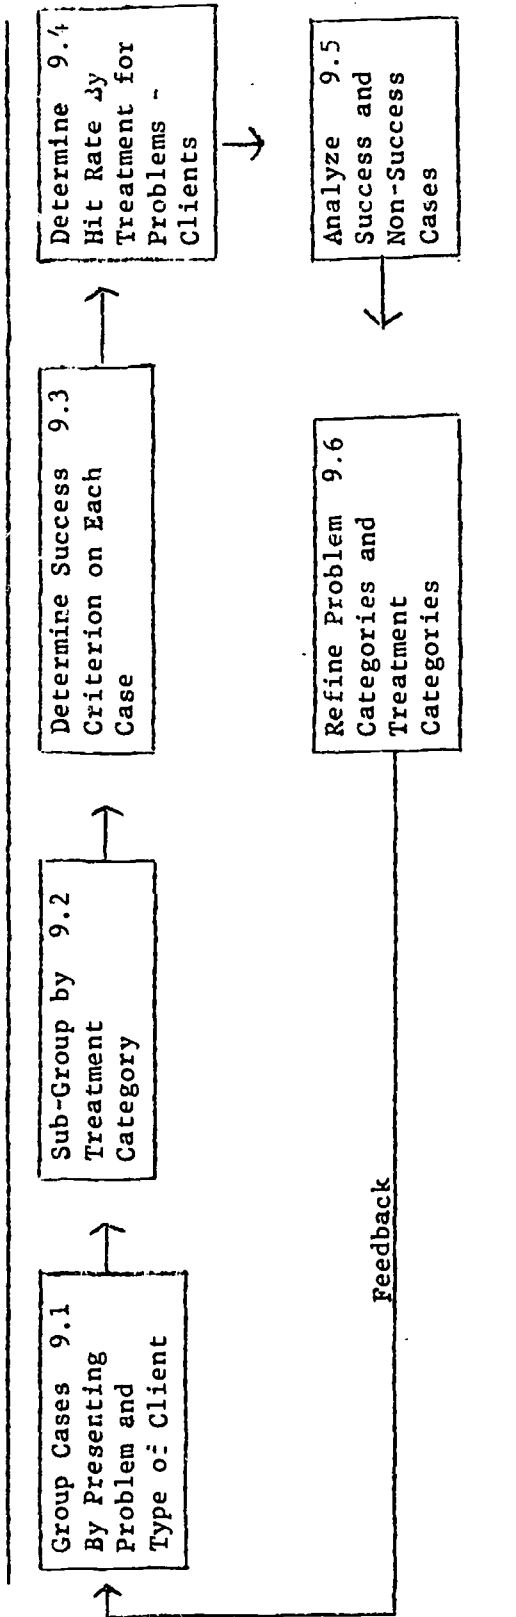 Group Cases 9.1
By Presenting
Problem and
Type of Client
Sub-Group by 9.2
Treatment
Category
Determine Success 9.3
Criterion on Each
Case
Determine 9.4
Hit Rate By
Treatment for
Problems -
Clients
Analyze 9.5
Success and
Non-Success
Cases
Refine Problem 9.6
Categories and
Treatment
Categories
Feedback